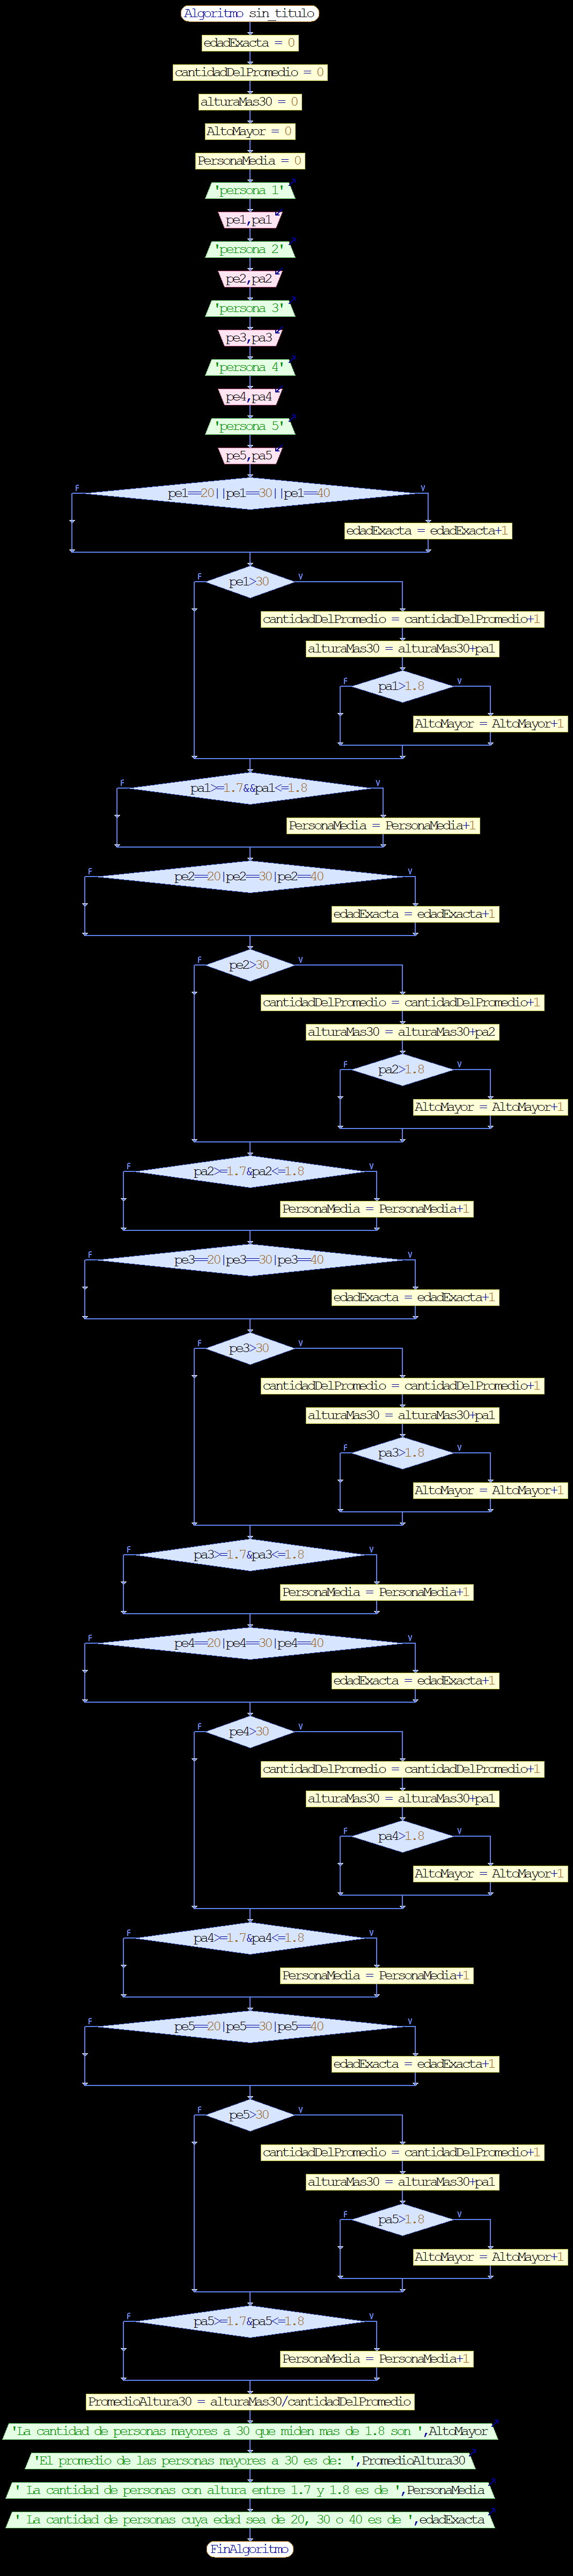 Algoritmo sin_titulo
edadExacta = 0
cantidadDelPromedio = 0
alturaMas30 = 0
AltoMayor = 0
PersonaMedia = 0
'persona 1'
pe1,pa1
'persona 2'
pe2,pa2
'persona 3'
pe3,pa3
'persona 4'
pe4,pa4
'persona 5'
pe5,pa5
F
V
pe1==20||pe1==30||pe1==40
edadExacta = edadExacta+1
F
V
pe1>30
cantidadDelPromedio = cantidadDelPromedio+1
alturaMas30 = alturaMas30+pa1
F
V
pa1>1.8
AltoMayor = AltoMayor+1
F
V
pa1>=1.7&&pa1<=1.8
PersonaMedia = PersonaMedia+1
F
V
pe2==20|pe2==30|pe2==40
edadExacta = edadExacta+1
F
V
pe2>30
cantidadDelPromedio = cantidadDelPromedio+1
alturaMas30 = alturaMas30+pa2
F
V
pa2>1.8
AltoMayor = AltoMayor+1
F
V
pa2>=1.7&pa2<=1.8
PersonaMedia = PersonaMedia+1
F
V
pe3==20|pe3==30|pe3==40
edadExacta = edadExacta+1
F
V
pe3>30
cantidadDelPromedio = cantidadDelPromedio+1
alturaMas30 = alturaMas30+pa1
F
V
pa3>1.8
AltoMayor = AltoMayor+1
F
V
pa3>=1.7&pa3<=1.8
PersonaMedia = PersonaMedia+1
F
V
pe4==20|pe4==30|pe4==40
edadExacta = edadExacta+1
F
V
pe4>30
cantidadDelPromedio = cantidadDelPromedio+1
alturaMas30 = alturaMas30+pa1
F
V
pa4>1.8
AltoMayor = AltoMayor+1
F
V
pa4>=1.7&pa4<=1.8
PersonaMedia = PersonaMedia+1
F
V
pe5==20|pe5==30|pe5==40
edadExacta = edadExacta+1
F
V
pe5>30
cantidadDelPromedio = cantidadDelPromedio+1
alturaMas30 = alturaMas30+pa1
F
V
pa5>1.8
AltoMayor = AltoMayor+1
F
V
pa5>=1.7&pa5<=1.8
PersonaMedia = PersonaMedia+1
PromedioAltura30 = alturaMas30/cantidadDelPromedio
'La cantidad de personas mayores a 30 que miden mas de 1.8 son ',AltoMayor
'El promedio de las personas mayores a 30 es de: ',PromedioAltura30
' La cantidad de personas con altura entre 1.7 y 1.8 es de ',PersonaMedia
' La cantidad de personas cuya edad sea de 20, 30 o 40 es de ',edadExacta
FinAlgoritmo